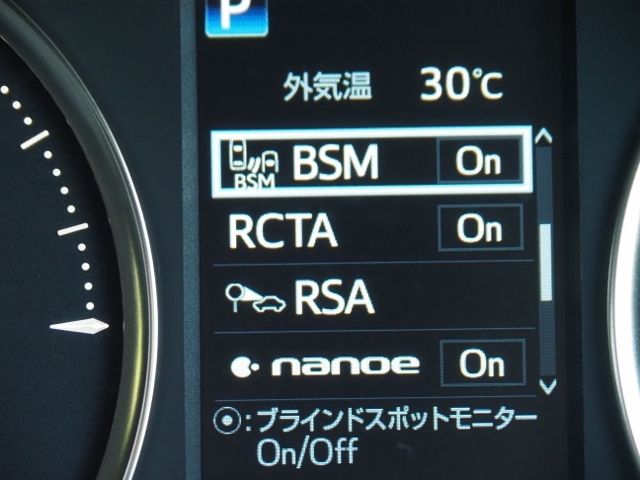 P
外気温 30℃
BSM BSM On
RCTA On
RSA
nanoe On
⦿:ブラインドスポットモニター
On/Off